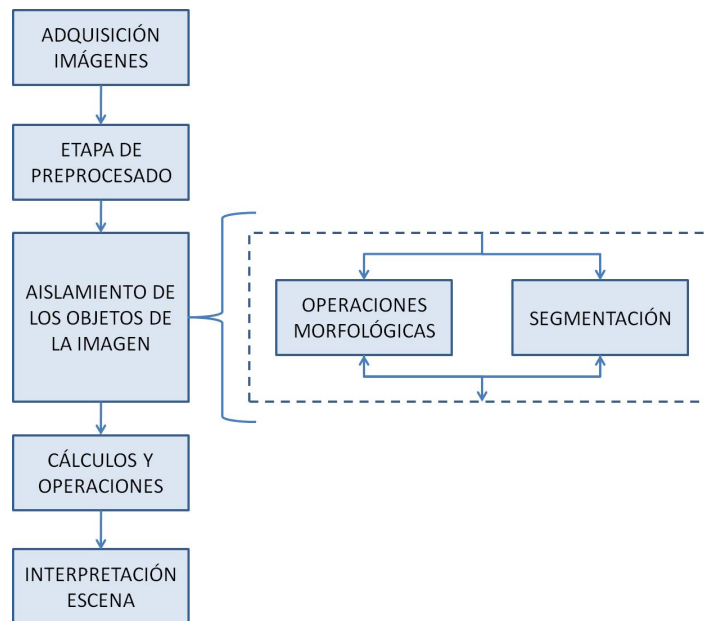 ADQUISICIÓN
IMÁGENES
ETAPA DE
PREPROCESADO
AISLAMIENTO DE
LOS OBJETOS DE
LA IMAGEN
OPERACIONES
MORFOLÓGICAS
SEGMENTACIÓN
CÁLCULOS Y
OPERACIONES
INTERPRETACIÓN
ESCENA